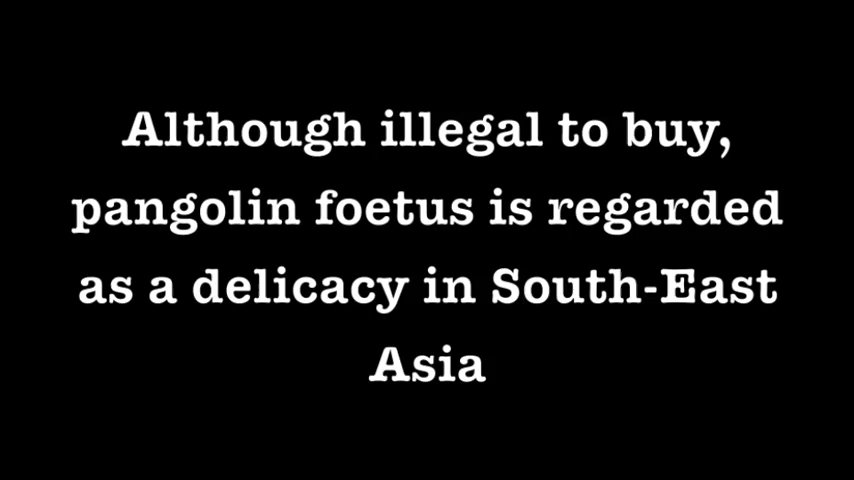 Although illegal to buy,
pangolin foetus is regarded
as a delicacy in South-East
Asia